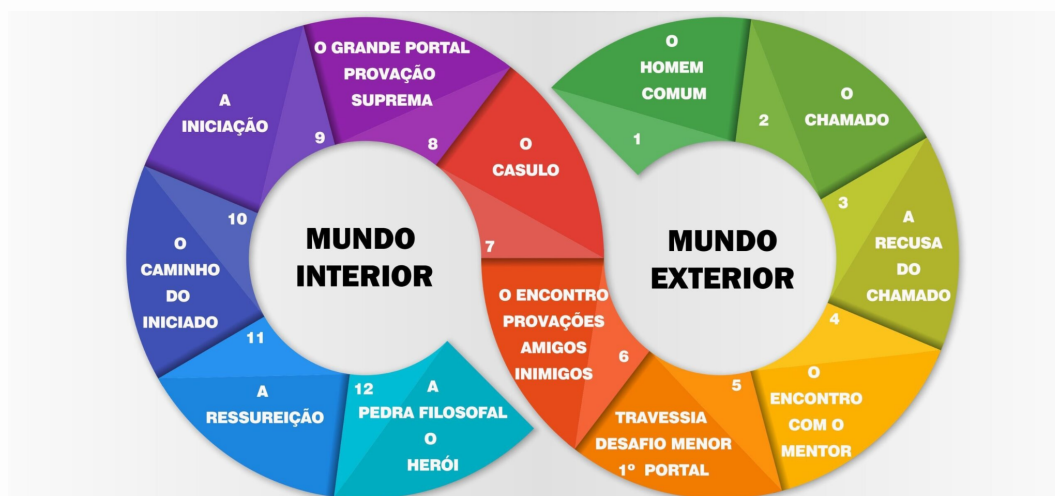 O
HOMEM
COMUM
1
2
O
CHAMADO
3
A
RECUSA
DO
CHAMADO
4
O
ENCONTRO
COM O
MENTOR
5
TRAVESSIA
DESAFIO MENOR
1º PORTAL
6
O ENCONTRO
PROVAÇÕES
AMIGOS
INIMIGOS
7
O
CASULO
8
O GRANDE PORTAL
PROVAÇÃO
SUPREMA
9
A
INICIAÇÃO
10
O
CAMINHO
DO
INICIADO
11
A
RESSUREIÇÃO
12
A
PEDRA FILOSOFAL
O
HERÓI
MUNDO
INTERIOR
MUNDO
EXTERIOR